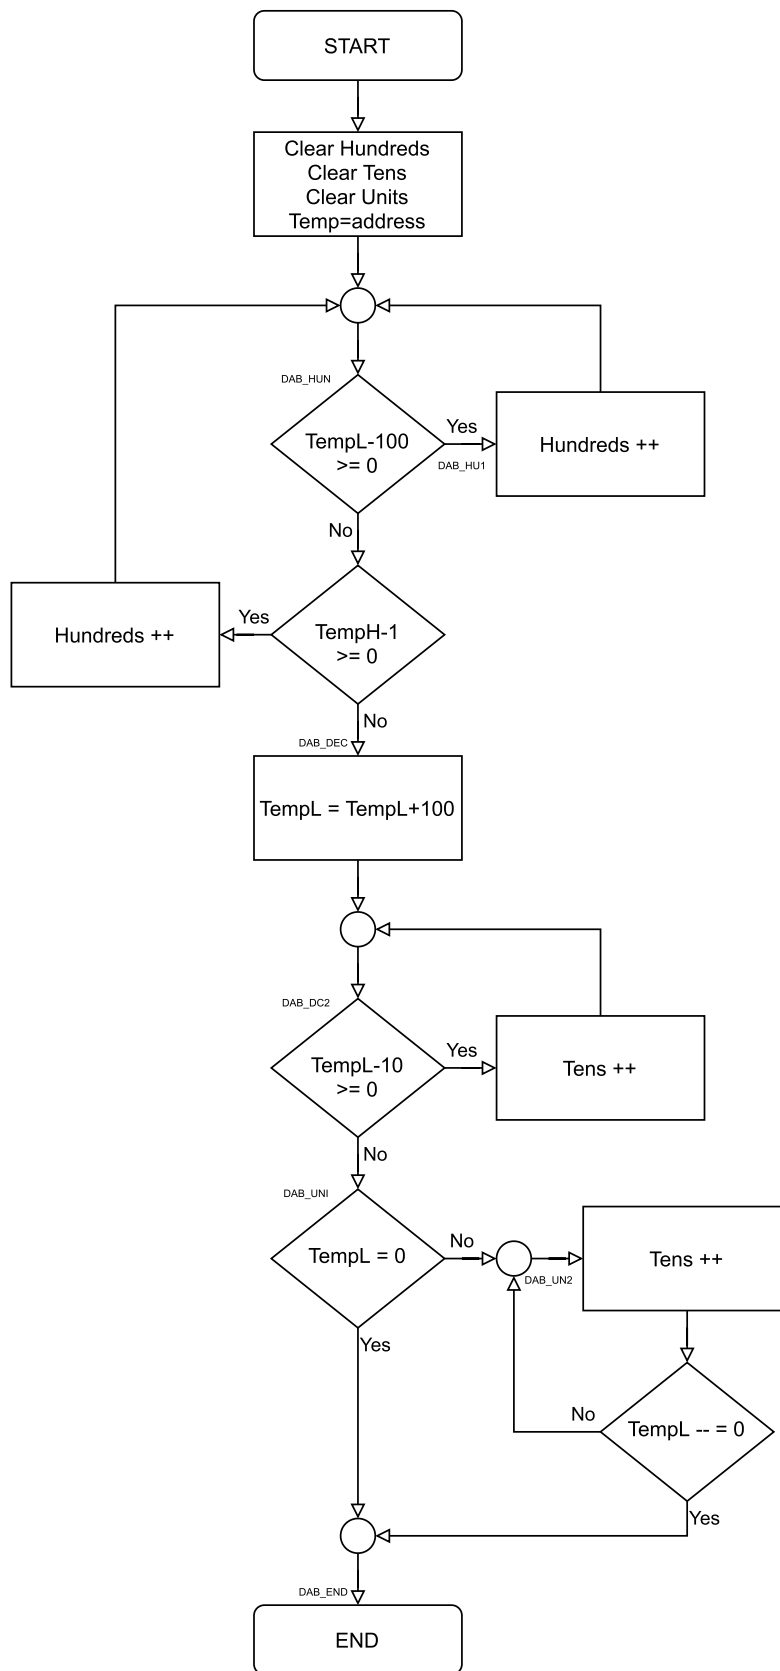 START
Clear Hundreds
Clear Tens
Clear Units
Temp=address
DAB_HUN
TempL-100
>= 0
Yes
DAB_HU1
Hundreds ++
No
Hundreds ++
Yes
TempH-1
>= 0
No
DAB_DEC
TempL = TempL+100
DAB_DC2
TempL-10
>= 0
Yes
Tens ++
No
DAB_UNI
TempL = 0
No
DAB_UN2
Tens ++
Yes
No
TempL -- = 0
Yes
DAB_END
END